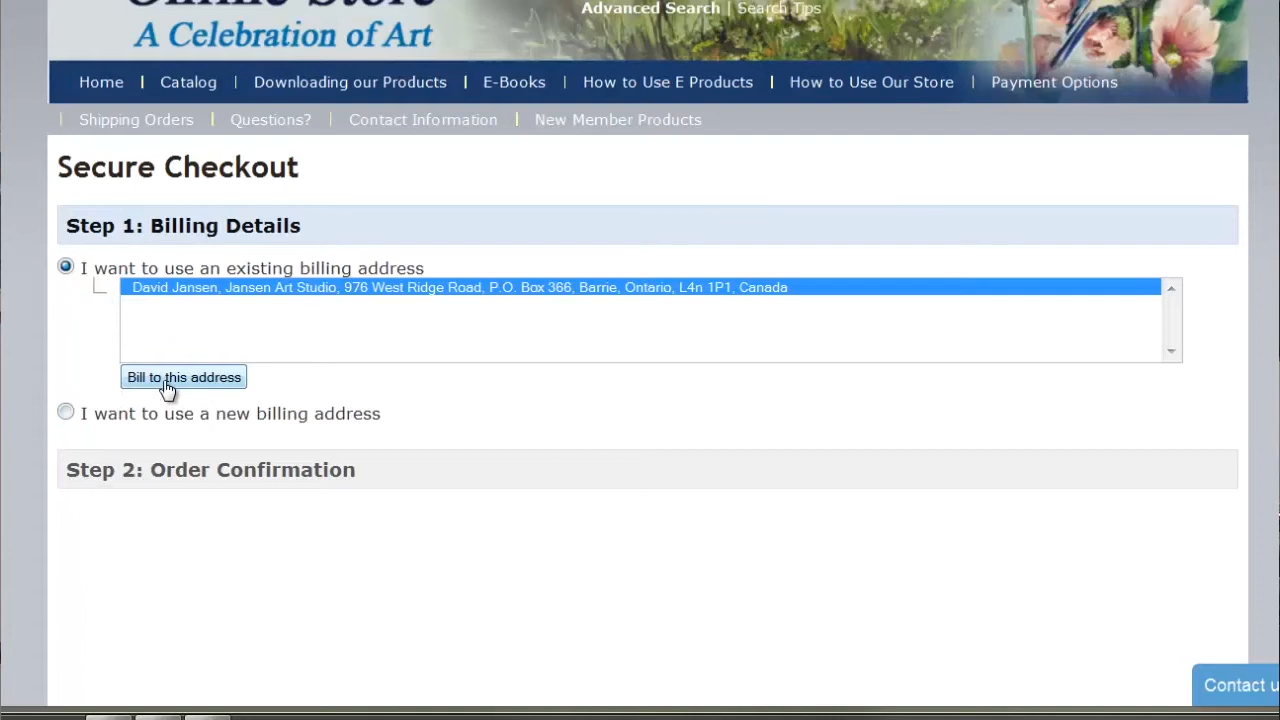 Online Store
A Celebration of Art
Advanced Search | Search Tips
Home | Catalog | Downloading our Products | E-Books | How to Use E Products | How to Use Our Store | Payment Options
| Shipping Orders | Questions? | Contact Information | New Member Products
Secure Checkout
Step 1: Billing Details
I want to use an existing billing address
David Jansen, Jansen Art Studio, 976 West Ridge Road, P.O. Box 366, Barrie, Ontario, L4n 1P1, Canada
Bill to this address
I want to use a new billing address
Step 2: Order Confirmation
Contact u